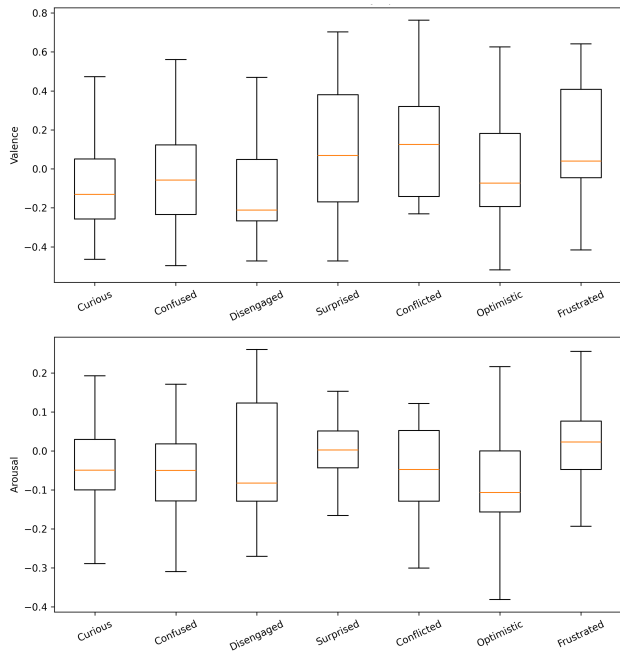 0.8
0.6
0.4
0.2
0.0
−0.2
−0.4
Valence
Curious
Confused
Disengaged
Surprised
Conflicted
Optimistic
Frustrated
0.2
0.1
0.0
−0.1
−0.2
−0.3
−0.4
Arousal
Curious
Confused
Disengaged
Surprised
Conflicted
Optimistic
Frustrated